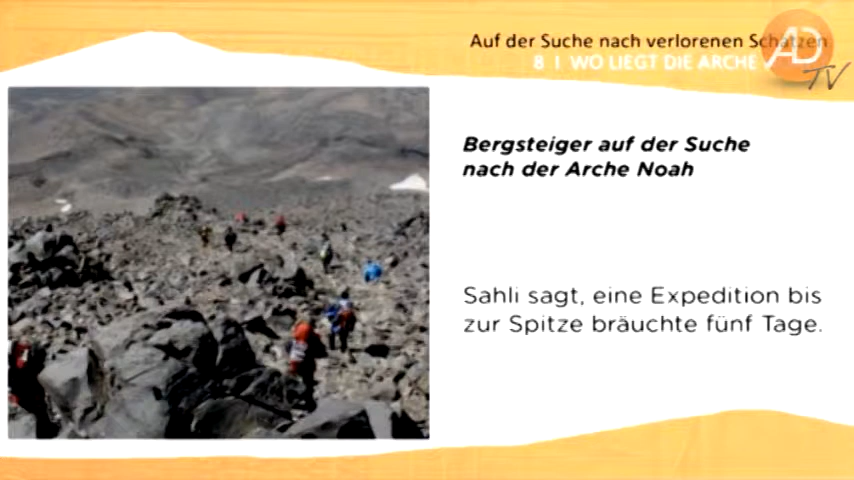 Auf der Suche nach verlorenen Schätzen
8 | WO LIEGT DIE ARCHE
AD
TV
Bergsteiger auf der Suche
nach der Arche Noah
Sahli sagt, eine Expedition bis
zur Spitze bräuchte fünf Tage.